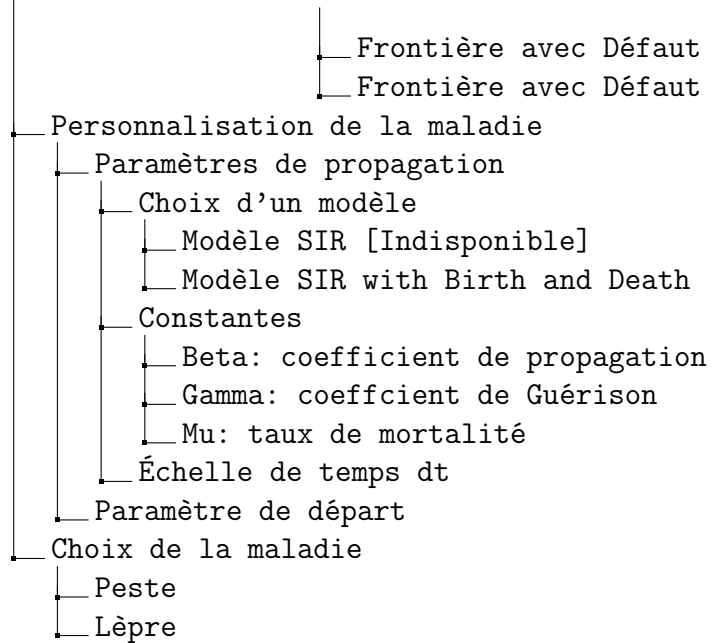 Frontière avec Défaut
Frontière avec Défaut
Personnalisation de la maladie
Paramètres de propagation
Choix d'un modèle
Modèle SIR [Indisponible]
Modèle SIR with Birth and Death
Constantes
Beta: coefficient de propagation
Gamma: coeffcient de Guérison
Mu: taux de mortalité
Échelle de temps dt
Paramètre de départ
Choix de la maladie
Peste
Lèpre